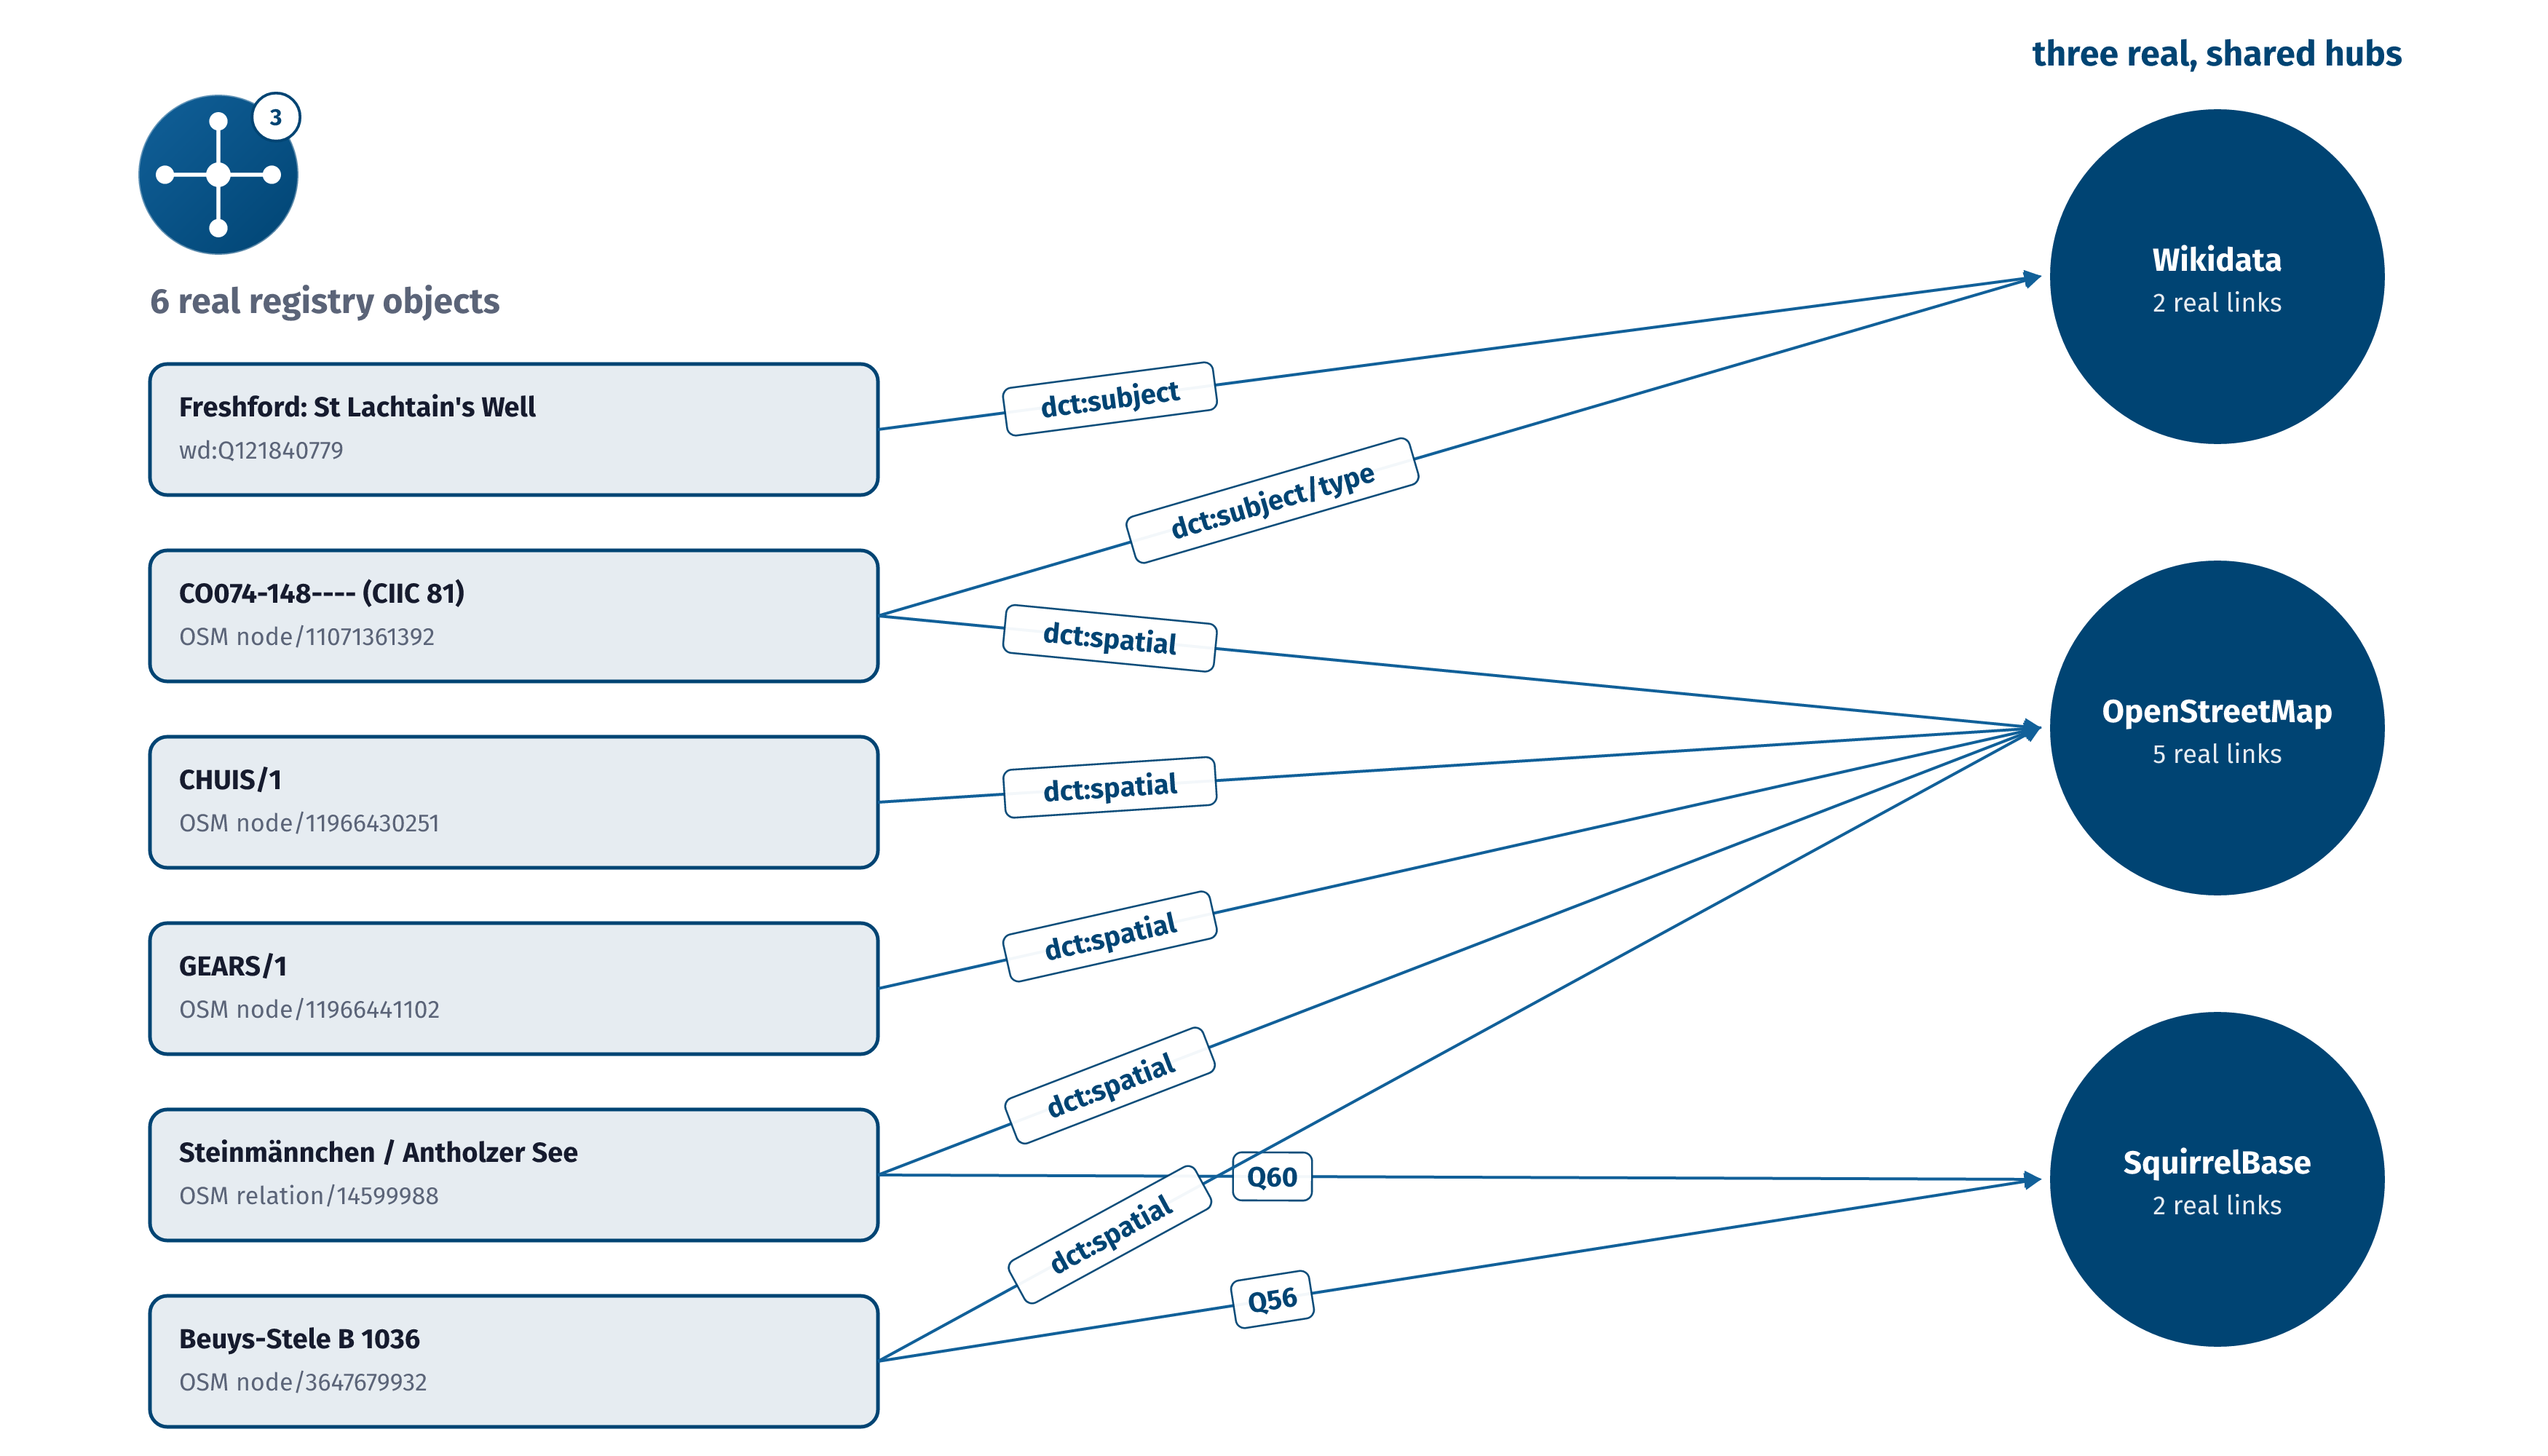 three real, shared hubs
3
6 real registry objects
Freshford: St Lachtain's Well
wd:Q121840779
CO074-148---- (CIIC 81)
OSM node/11071361392
CHUIS/1
OSM node/11966430251
GEARS/1
OSM node/11966441102
Steinmännchen / Antholzer See
OSM relation/14599988
Beuys-Stele B 1036
OSM node/3647679932
dct:subject
dct:subject/type
dct:spatial
dct:spatial
dct:spatial
dct:spatial
dct:spatial
Q60
Q56
Wikidata
2 real links
OpenStreetMap
5 real links
SquirrelBase
2 real links